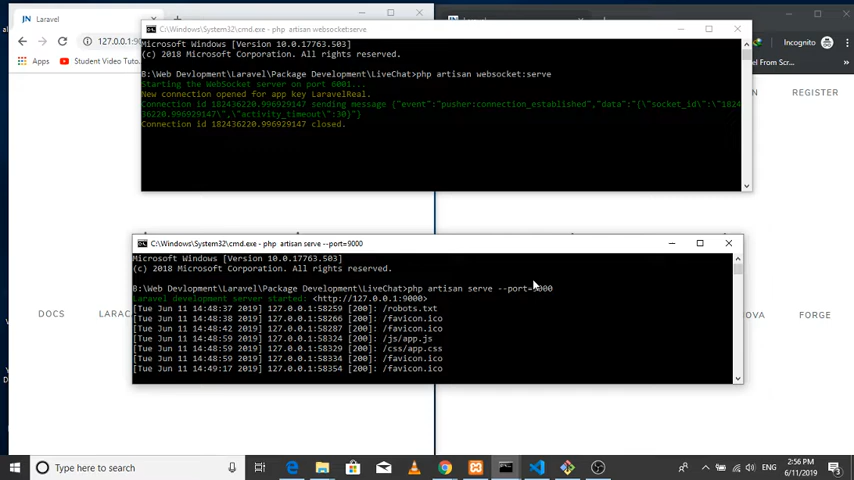 Laravel
127.0.0.1:90
Apps
Student Video Tutori
Incognito
el From Scr...
REGISTER
C:\Windows\System32\cmd.exe - php artisan websocket:serve
Microsoft Windows [Version 10.0.17763.503]
(c) 2018 Microsoft Corporation. All rights reserved.
B:\Web Devlopment\Laravel\Package Development\LiveChat>php artisan websocket:serve
Starting the WebSocket server on port 6001...
New connection opened for app key LaravelReal.
Connection id 182436220.996929147 sending message {"event":"pusher:connection_established","data":"{\"socket_id\":\"1824
36220.996929147\",\"activity_timeout\":30}"}
Connection id 182436220.996929147 closed.
C:\Windows\System32\cmd.exe - php artisan serve --port=9000
Microsoft Windows [Version 10.0.17763.503]
(c) 2018 Microsoft Corporation. All rights reserved.
B:\Web Devlopment\Laravel\Package Development\LiveChat>php artisan serve --port=9000
Laravel development server started: <http://127.0.0.1:9000>
[Tue Jun 11 14:48:37 2019] 127.0.0.1:58259 [200]: /robots.txt
[Tue Jun 11 14:48:38 2019] 127.0.0.1:58266 [200]: /favicon.ico
[Tue Jun 11 14:48:42 2019] 127.0.0.1:58287 [200]: /favicon.ico
[Tue Jun 11 14:48:59 2019] 127.0.0.1:58324 [200]: /js/app.js
[Tue Jun 11 14:48:59 2019] 127.0.0.1:58329 [200]: /css/app.css
[Tue Jun 11 14:48:59 2019] 127.0.0.1:58334 [200]: /favicon.ico
[Tue Jun 11 14:49:17 2019] 127.0.0.1:58354 [200]: /favicon.ico
DOCS
LARAC
OVA
FORGE
Type here to search
ENG
2:56 PM
6/11/2019